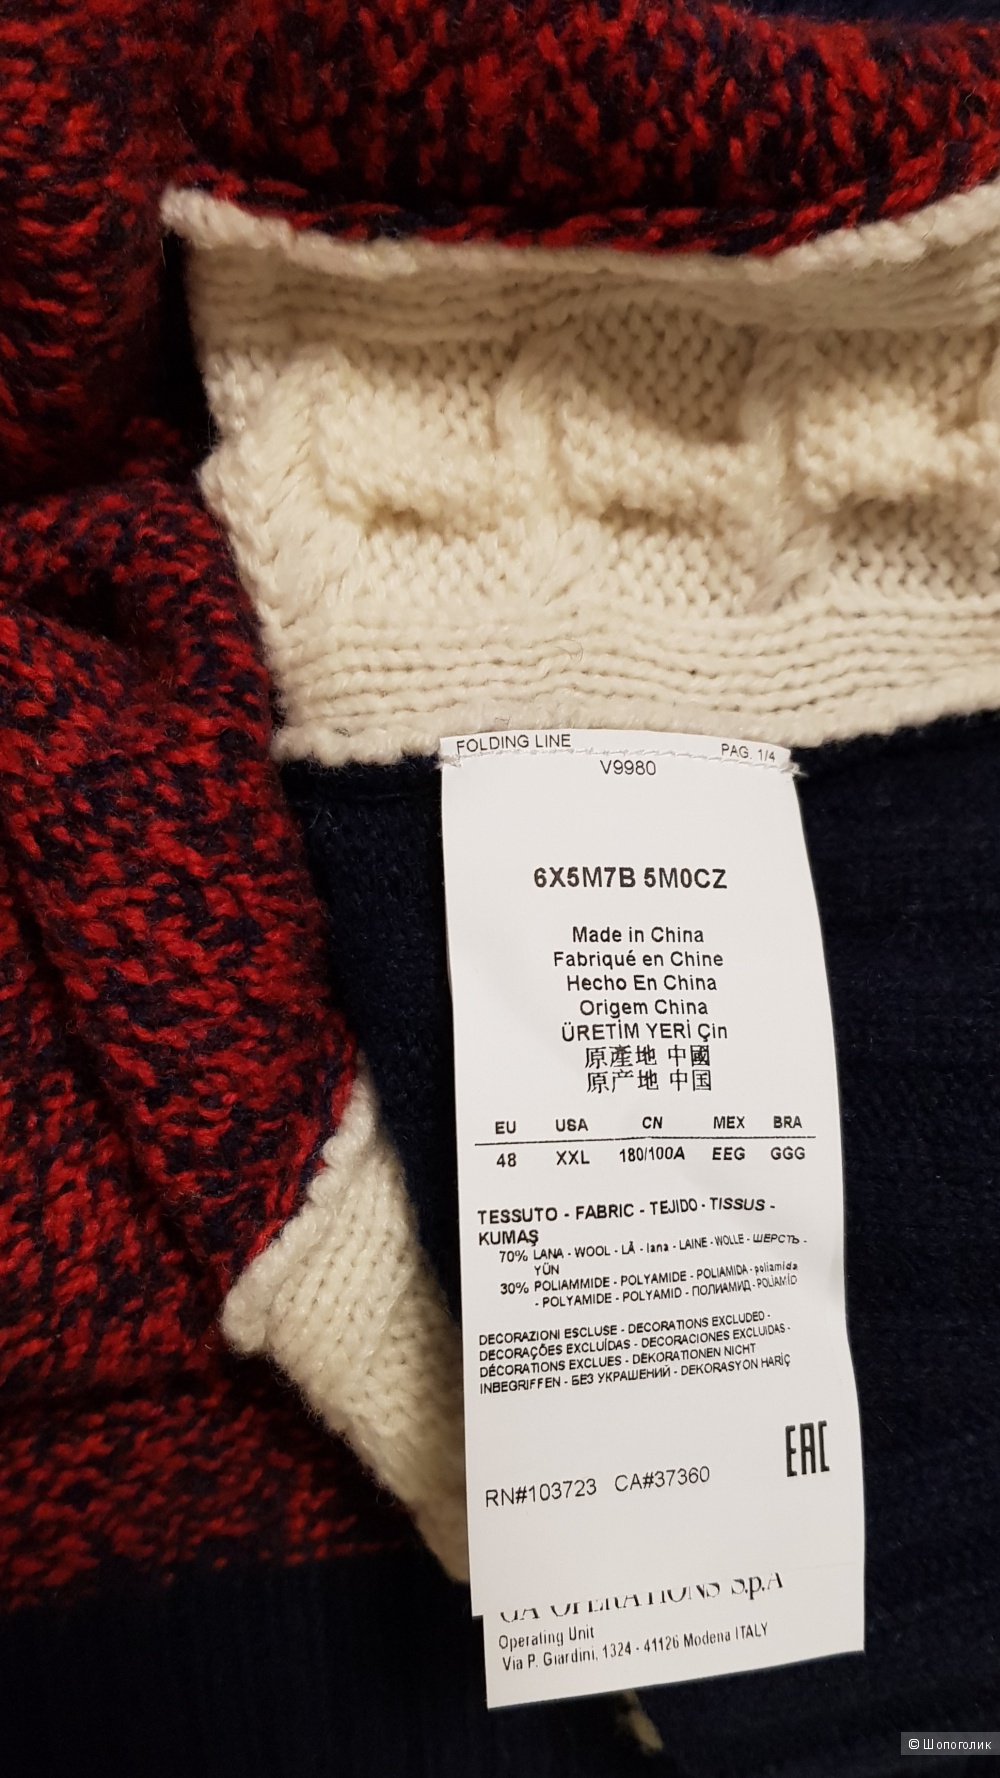 FOLDING LINE PAG. 1/4
V9980
6X5M7B 5M0CZ
Made in China
Fabriqué en Chine
Hecho En China
Origem China
ÜRETİM YERİ Çin
原產地 中國
原产地 中国
EU USA CN MEX BRA
48 XXL 180/100A EEG GGG
TESSUTO - FABRIC - TEJIDO - TISSUS -
KUMAŞ
70% LANA - WOOL - LÃ - lana - LAINE - WOLLE - ШЕРСТЬ -
YÜN
30% POLIAMMIDE - POLYAMIDE - POLIAMIDA - poliamida
- POLYAMIDE - POLYAMID - ПОЛИАМИД - POLİAMİD
DECORAZIONI ESCLUSE - DECORATIONS EXCLUDED -
DECORAÇÕES EXCLUÍDAS - DECORACIONES EXCLUIDAS -
DÉCORATIONS EXCLUES - DEKORATIONEN NICHT
INBEGRIFFEN - БЕЗ УКРАШЕНИЙ - DEKORASYON HARİÇ
EAC
RN#103723 CA#37360
GA OPERATIONS S.p.A
Operating Unit
Via P. Giardini, 1324 - 41126 Modena ITALY
© Шопоголик